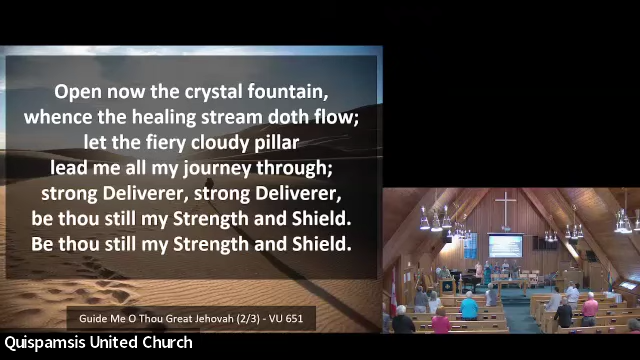 Open now the crystal fountain,
whence the healing stream doth flow;
let the fiery cloudy pillar
lead me all my journey through;
strong Deliverer, strong Deliverer,
be thou still my Strength and Shield.
Be thou still my Strength and Shield.
Guide Me O Thou Great Jehovah (2/3) - VU 651
Quispamsis United Church